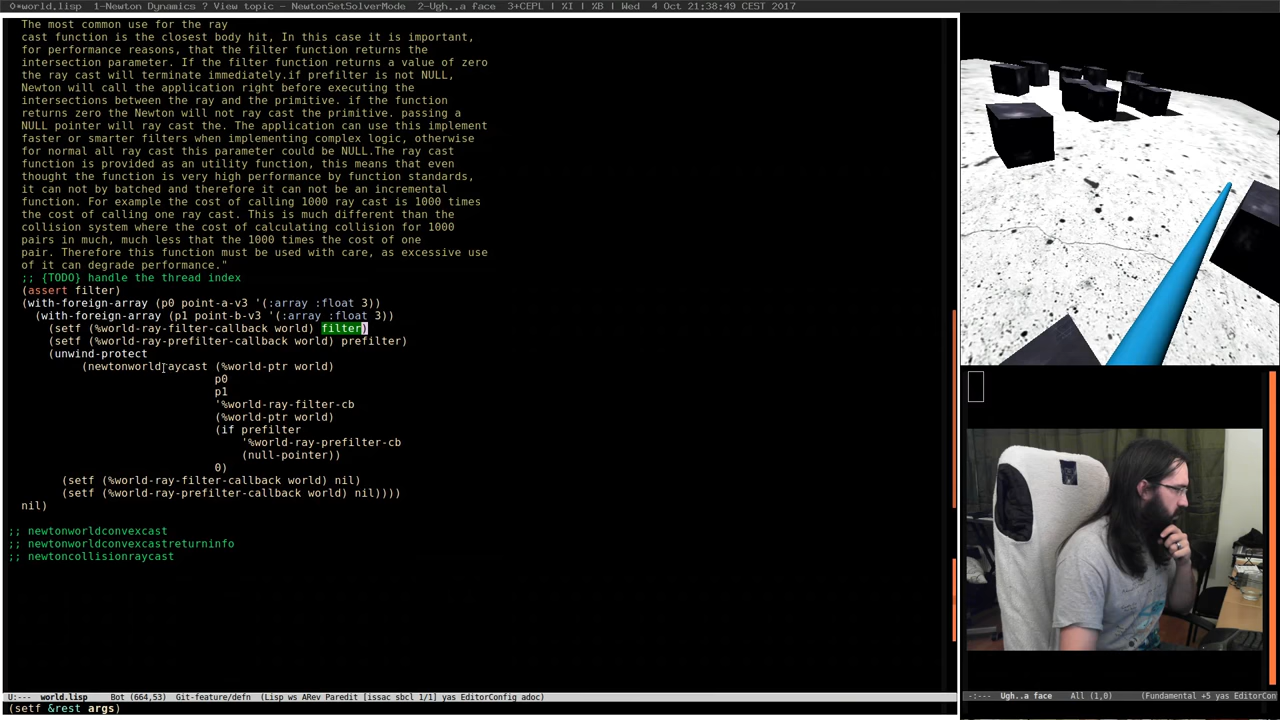 0*world.lisp  1-Newton Dynamics ? View topic - NewtonSetSolverMode  2-Ugh..a face  3+CEPL | %I | %B | Wed  4 Oct 21:38:49 CEST 2017
The most common use for the ray
cast function is the closest body hit, In this case it is important,
for performance reasons, that the filter function returns the
intersection parameter. If the filter function returns a value of zero
the ray cast will terminate immediately.if prefilter is not NULL,
Newton will call the application right before executing the
intersections between the ray and the primitive. if the function
returns zero the Newton will not ray cast the primitive. passing a
NULL pointer will ray cast the. The application can use this implement
faster or smarter filters when implementing complex logic, otherwise
for normal all ray cast this parameter could be NULL.The ray cast
function is provided as an utility function, this means that even
thought the function is very high performance by function standards,
it can not by batched and therefore it can not be an incremental
function. For example the cost of calling 1000 ray cast is 1000 times
the cost of calling one ray cast. This is much different than the
collision system where the cost of calculating collision for 1000
pairs in much, much less that the 1000 times the cost of one
pair. Therefore this function must be used with care, as excessive use
of it can degrade performance."
;; {TODO} handle the thread index
(assert filter)
(with-foreign-array (p0 point-a-v3 '(:array :float 3))
(with-foreign-array (p1 point-b-v3 '(:array :float 3))
(setf (%world-ray-filter-callback world) filter)
(setf (%world-ray-prefilter-callback world) prefilter)
(unwind-protect
(newtonworldraycast (%world-ptr world)
p0
p1
'%world-ray-filter-cb
(%world-ptr world)
(if prefilter
'%world-ray-prefilter-cb
(null-pointer))
0)
(setf (%world-ray-filter-callback world) nil)
(setf (%world-ray-prefilter-callback world) nil))))
nil)
;; newtonworldconvexcast
;; newtonworldconvexcastreturninfo
;; newtoncollisionraycast
U:---  world.lisp     Bot (664,53)  Git-feature/defn  (Lisp ws ARev Paredit [issac sbcl 1/1] yas EditorConfig adoc)
(setf &rest args)
-:---  Ugh..a face   All (1,0)     (Fundamental +5 yas EditorCon